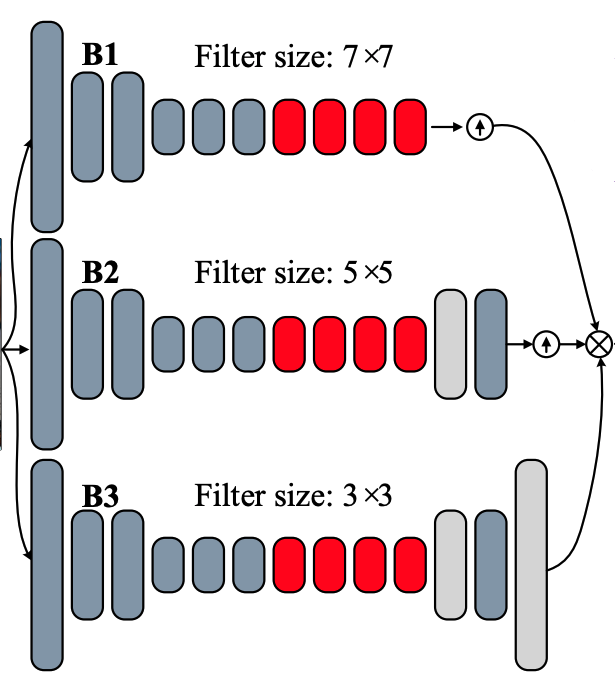 B1
Filter size: 7×7
B2
Filter size: 5×5
B3
Filter size: 3×3